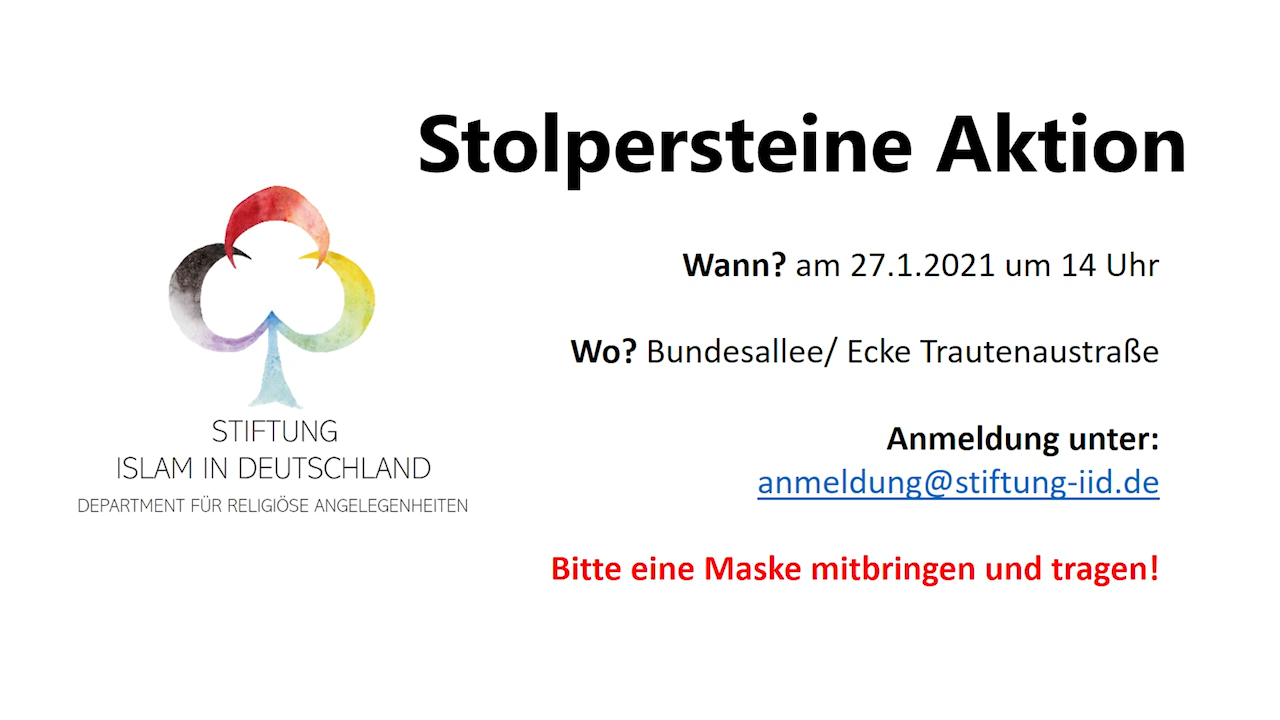 Stolpersteine Aktion
Wann? am 27.1.2021 um 14 Uhr
Wo? Bundesallee/ Ecke Trautenaustraße
Anmeldung unter:
anmeldung@stiftung-iid.de
Bitte eine Maske mitbringen und tragen!
STIFTUNG
ISLAM IN DEUTSCHLAND
DEPARTMENT FÜR RELIGIÖSE ANGELEGENHEITEN